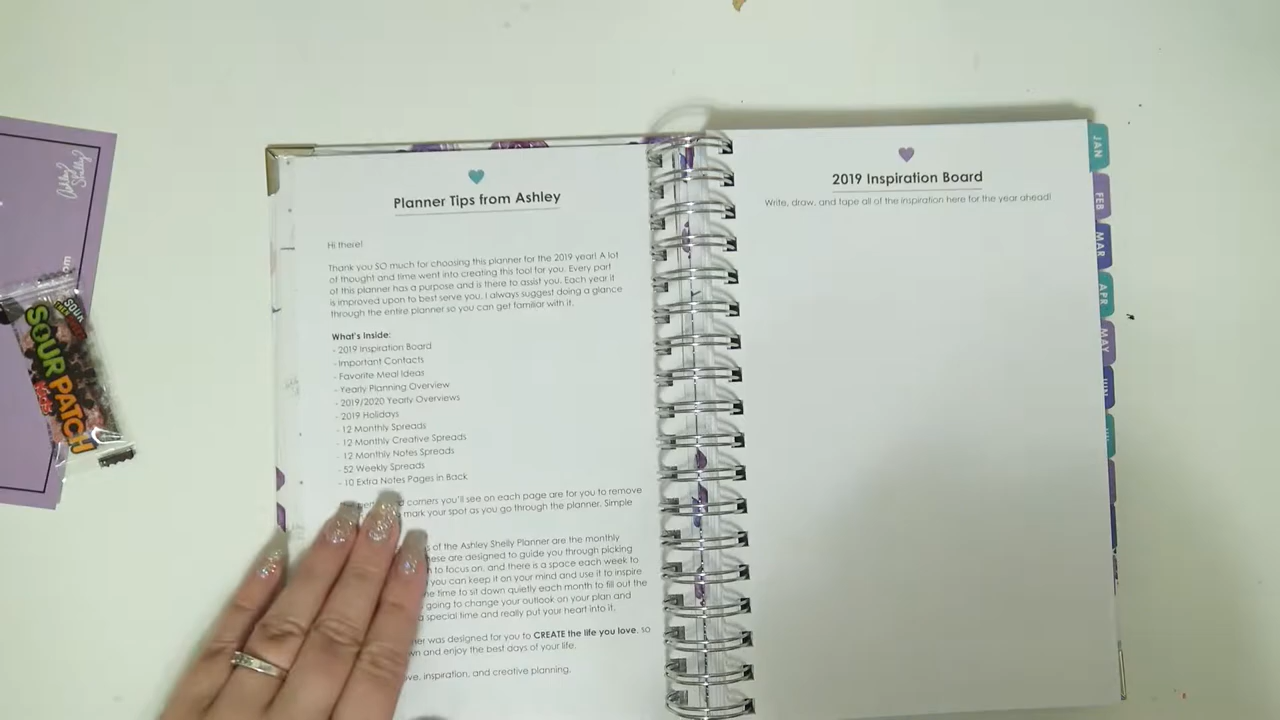 Planner Tips from Ashley
Hi there!
Thank you SO much for choosing this planner for the 2019 year! A lot
of thought and time went into creating this tool for you. Every part
of this planner has a purpose and is there to assist you. Each year it
is improved upon to best serve you. I always suggest doing a glance
through the entire planner so you can get familiar with it.
What's Inside:
- 2019 Inspiration Board
- Important Contacts
- Favorite Meal Ideas
- Yearly Planning Overview
- 2019/2020 Yearly Overviews
- 2019 Holidays
- 12 Monthly Spreads
- 12 Monthly Creative Spreads
- 12 Monthly Notes Spreads
- 52 Weekly Spreads
- 10 Extra Notes Pages in Back
corners you'll see on each page are for you to remove
mark your spot as you go through the planner. Simple
of the Ashley Shelly Planner are the monthly
are designed to guide you through picking
to focus on, and there is a space each week to
you can keep it on your mind and use it to inspire
time to sit down quietly each month to fill out the
going to change your outlook on your plan and
a special time and really put your heart into it.
was designed for you to CREATE the life you love, so
and enjoy the best days of your life.
inspiration, and creative planning.
2019 Inspiration Board
Write, draw, and tape all of the inspiration here for the year ahead!
JAN
FEB
MAR
APR
MAY
JUN
Ashley Shelly
SOUR PATCH